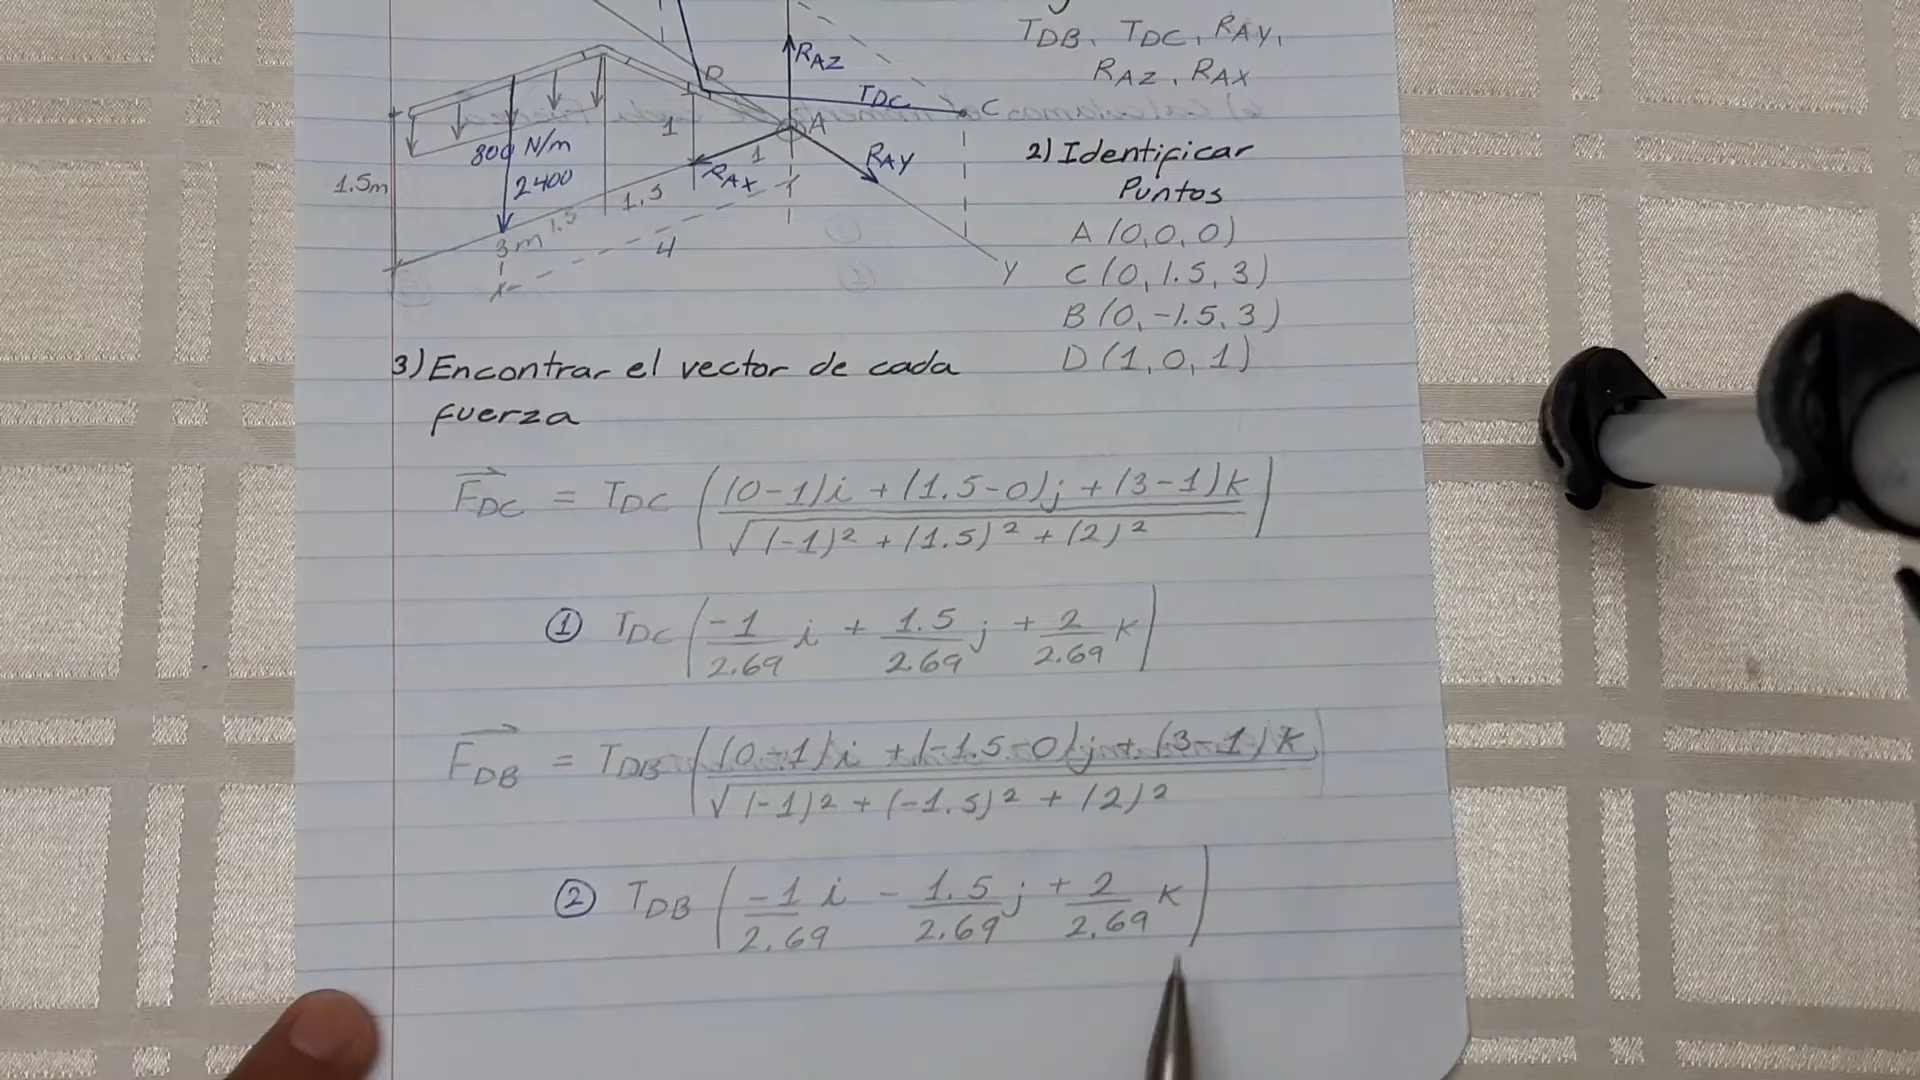 TDB, TDC, RAY,
RAZ, RAX
RAZ
D
TDC
C
A
1
1
RAX
RAY
800 N/m
2400
1.5m
1.5
1.5
3m
4
x
Y
2) Identificar
Puntos
A (0,0,0)
C (0, 1.5, 3)
B (0, -1.5, 3)
D (1, 0, 1)
3) Encontrar el vector de cada
fuerza
FDC = TDC ( (0-1)i + (1.5-0)j + (3-1)k )
√(-1)² + (1.5)² + (2)²
① TDC ( -1/2.69 i + 1.5/2.69 j + 2/2.69 k )
FDB = TDB ( (0-1)i + (-1.5-0)j + (3-1)k )
√(-1)² + (-1.5)² + (2)²
② TDB ( -1/2.69 i - 1.5/2.69 j + 2/2.69 k )